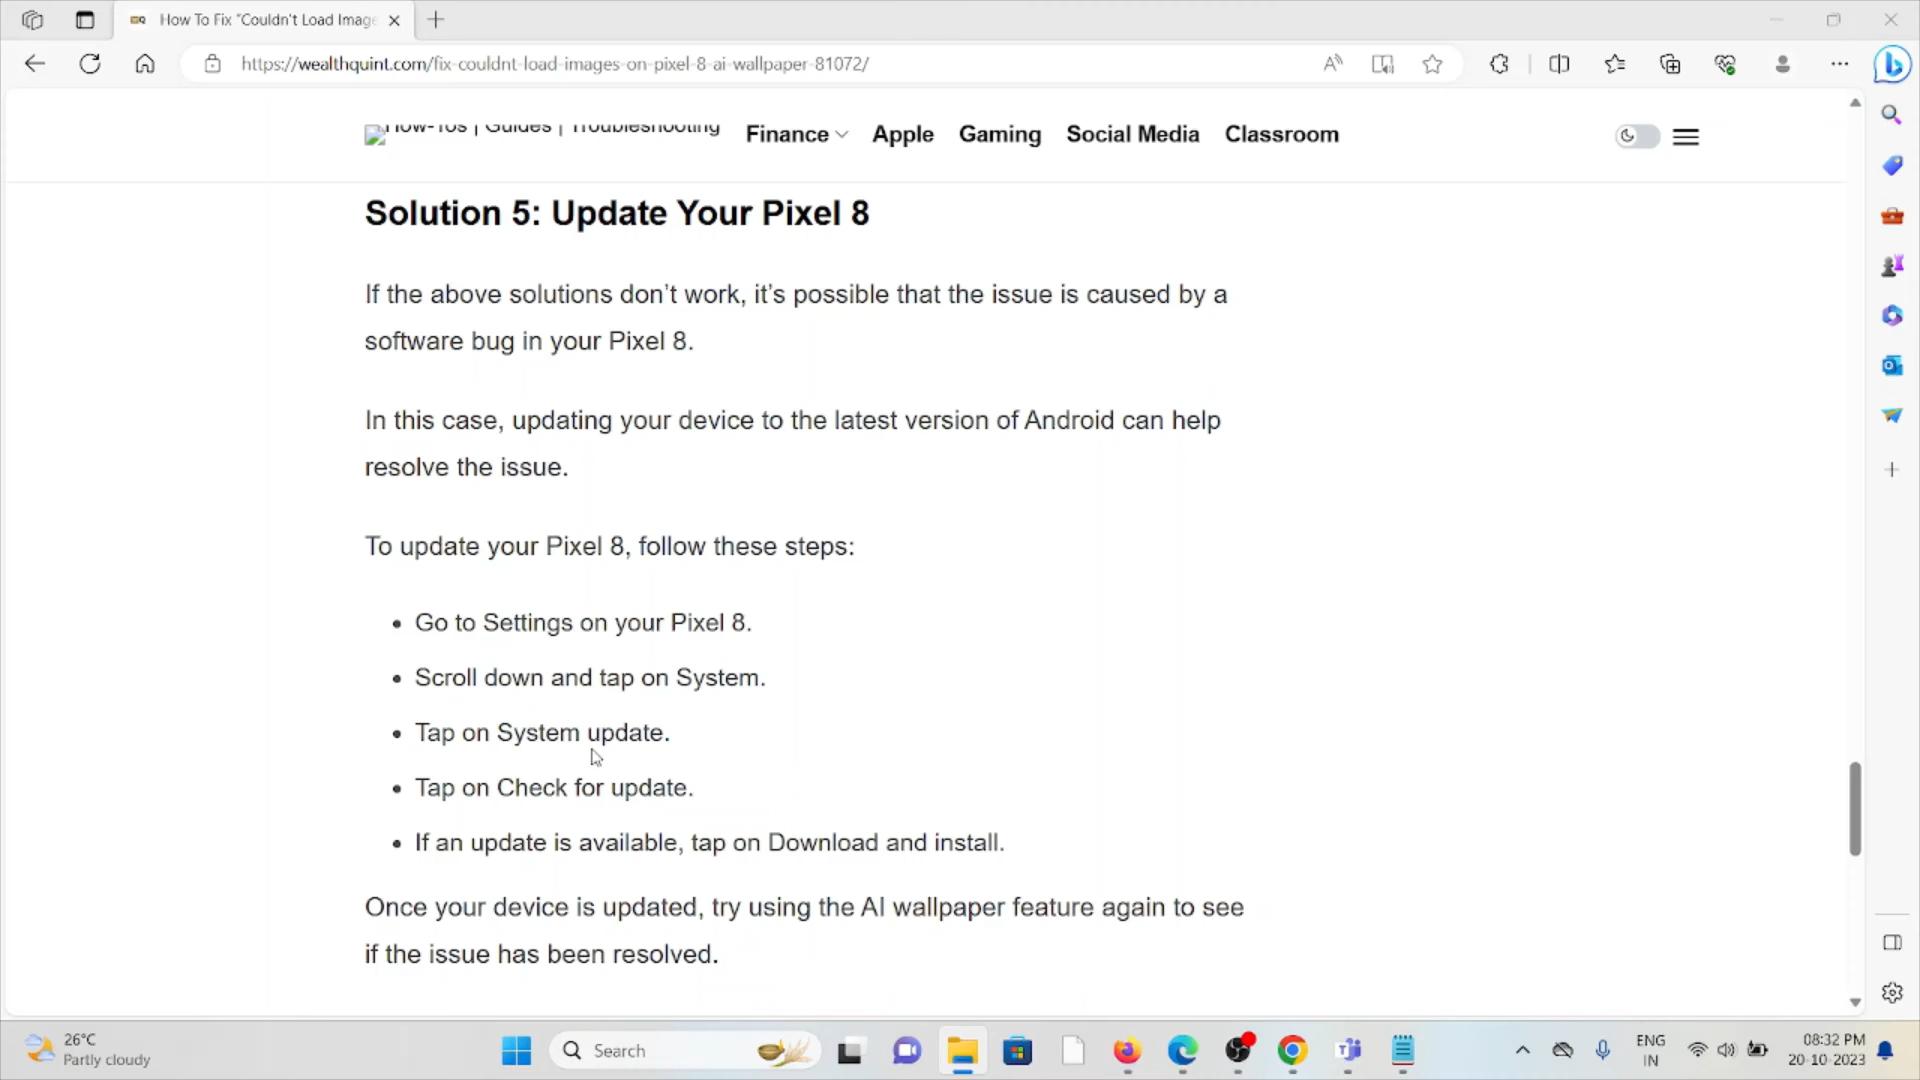 How To Fix "Couldn't Load Image
https://wealthquint.com/fix-couldnt-load-images-on-pixel-8-ai-wallpaper-81072/
How-Tos | Guides | Troubleshooting
Finance Apple Gaming Social Media Classroom
Solution 5: Update Your Pixel 8
If the above solutions don’t work, it’s possible that the issue is caused by a
software bug in your Pixel 8.
In this case, updating your device to the latest version of Android can help
resolve the issue.
To update your Pixel 8, follow these steps:
• Go to Settings on your Pixel 8.
• Scroll down and tap on System.
• Tap on System update.
• Tap on Check for update.
• If an update is available, tap on Download and install.
Once your device is updated, try using the AI wallpaper feature again to see
if the issue has been resolved.
26°C
Partly cloudy
Search
ENG
IN
08:32 PM
20-10-2023